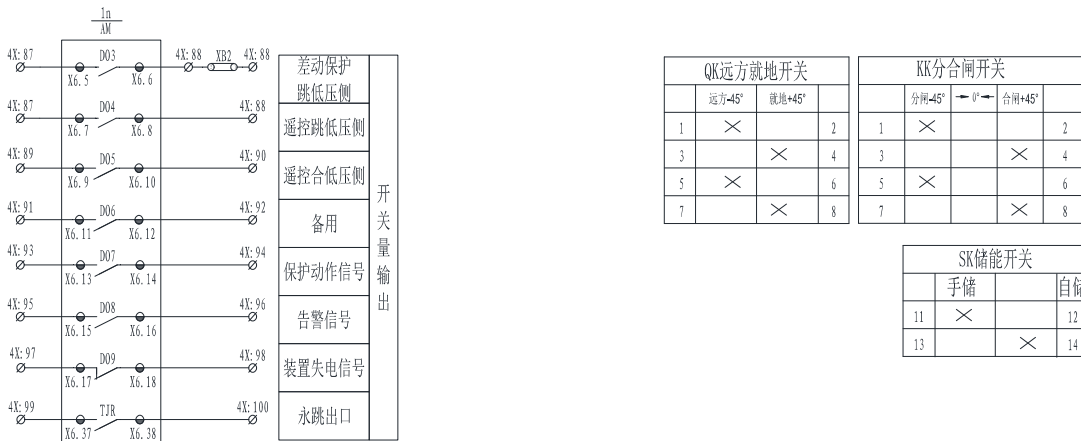 1n
AM
4X:87 DO3 4X:88 XB2 4X:88
X6.5 X6.6
差动保护
跳低压侧
4X:87 DO4 4X:88
X6.7 X6.8
遥控跳低压侧
4X:89 DO5 4X:90
X6.9 X6.10
遥控合低压侧
4X:91 DO6 4X:92
X6.11 X6.12
备用
4X:93 DO7 4X:94
X6.13 X6.14
保护动作信号
4X:95 DO8 4X:96
X6.15 X6.16
告警信号
4X:97 DO9 4X:98
X6.17 X6.18
装置失电信号
4X:99 TJR 4X:100
X6.37 X6.38
永跳出口
开关量输出
QK远方就地开关
远方-45° 就地+45°
1 2
3 4
5 6
7 8
KK分合闸开关
分闸-45° 0° 合闸+45°
1 2
3 4
5 6
7 8
SK储能开关
手储 自储
11 12
13 14